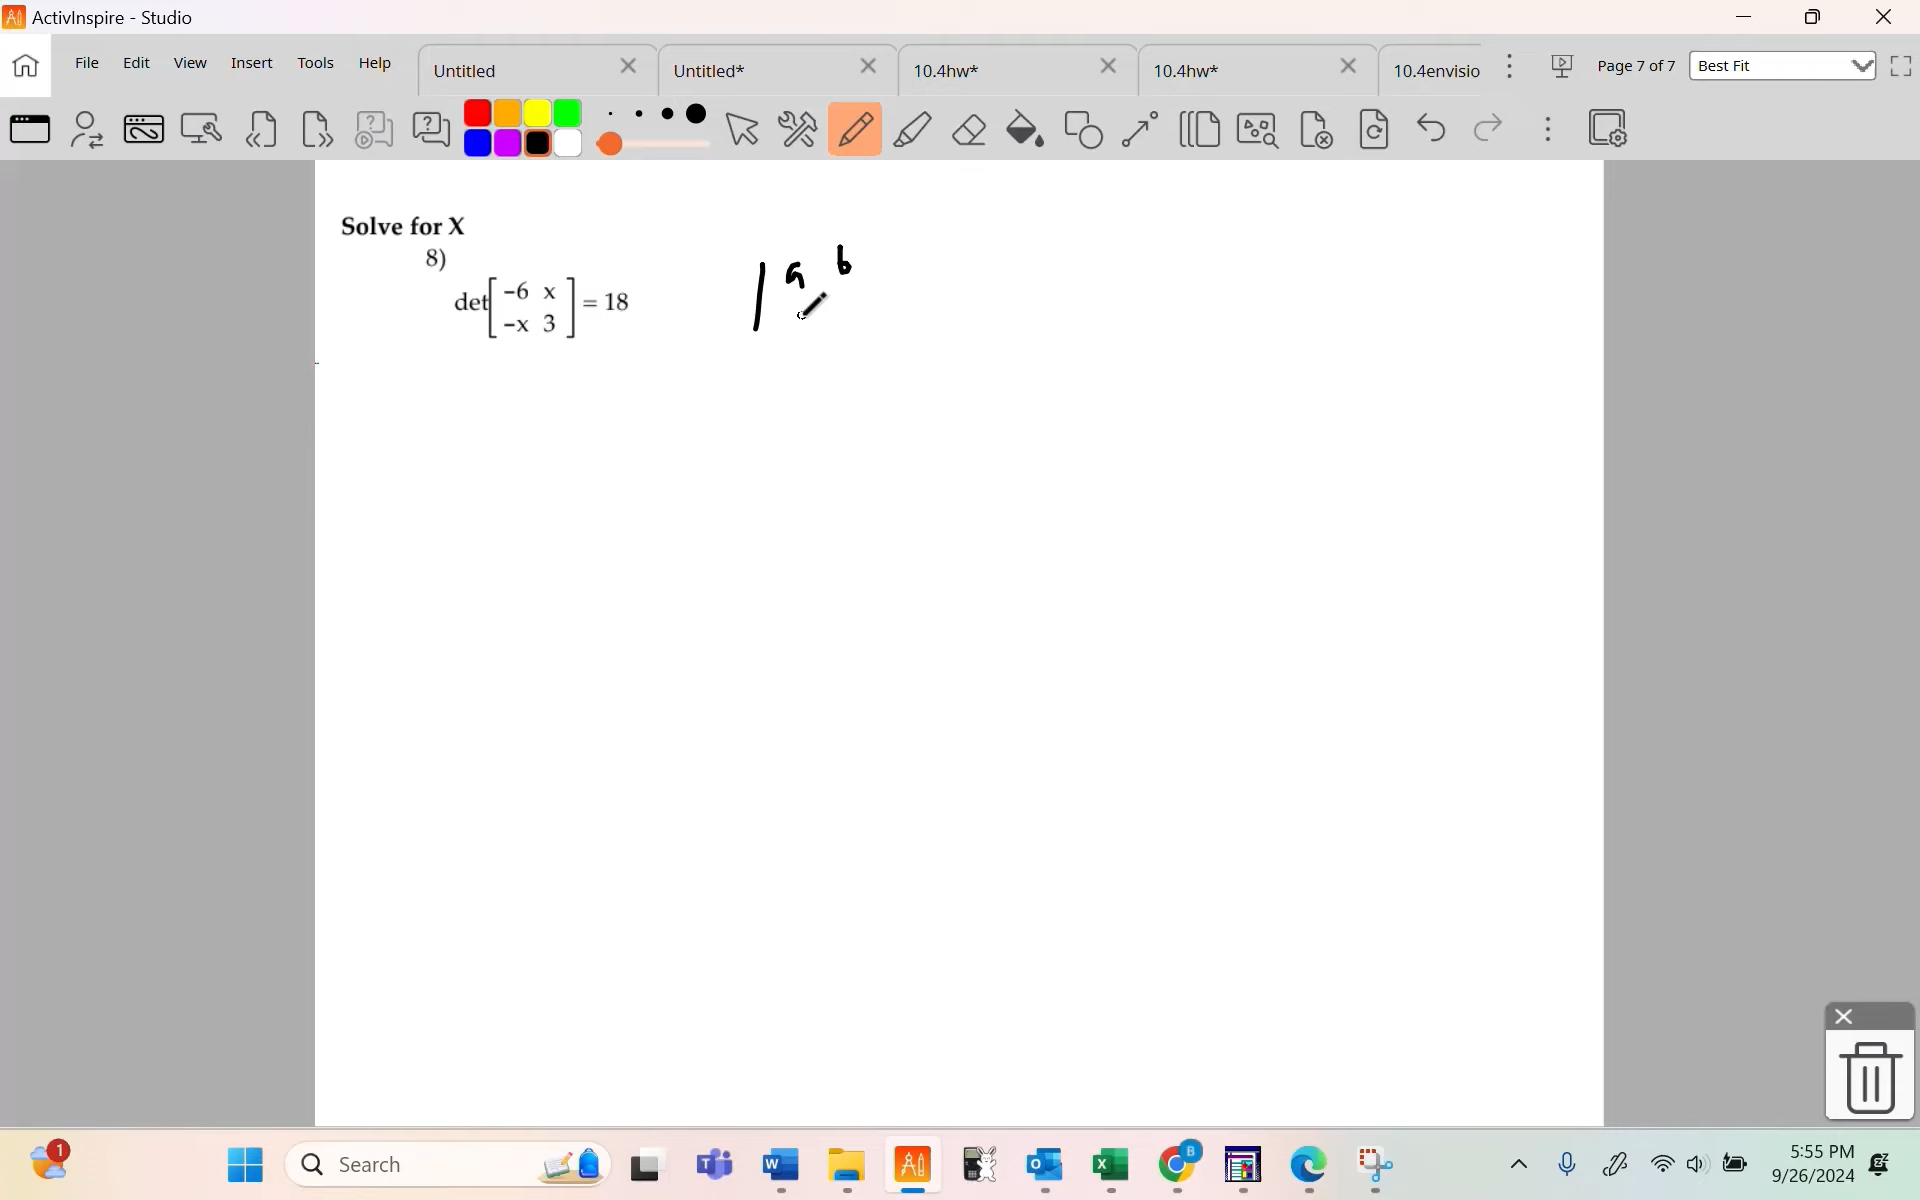 ActivInspire - Studio
File Edit View Insert Tools Help
Untitled
Untitled*
10.4hw*
10.4hw*
10.4envisio
Page 7 of 7
Best Fit
Solve for X
8)
det[ -6 x
-x 3 ] = 18
| a b
Search
1
B
5:55 PM
9/26/2024